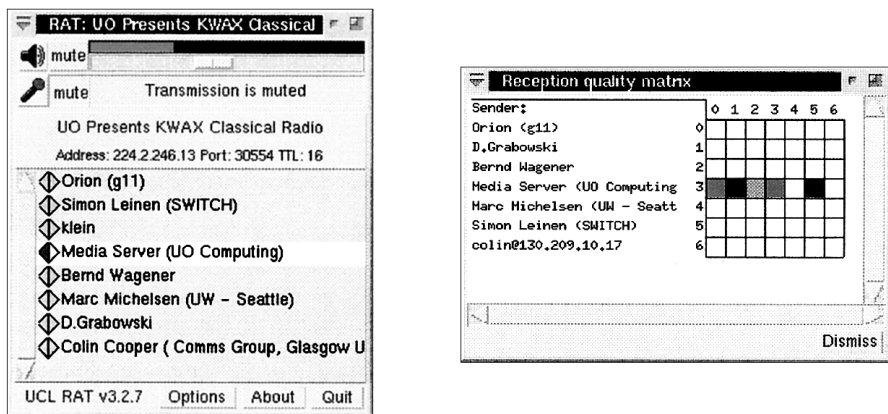 RAT: UO Presents KWAX Classical
mute
mute Transmission is muted
UO Presents KWAX Classical Radio
Address: 224.2.246.13 Port: 30554 TTL: 16
Orion (g11)
Simon Leinen (SWITCH)
klein
Media Server (UO Computing)
Bernd Wagener
Marc Michelsen (UW - Seattle)
D.Grabowski
Colin Cooper ( Comms Group, Glasgow U
UCL RAT v3.2.7 Options About Quit
Reception quality matrix
Sender: 0 1 2 3 4 5 6
Orion (g11) 0
D.Grabowski 1
Bernd Wagener 2
Media Server (UO Computing 3
Marc Michelsen (UW - Seatt 4
Simon Leinen (SWITCH) 5
colin@130.209.10.17 6
Dismiss